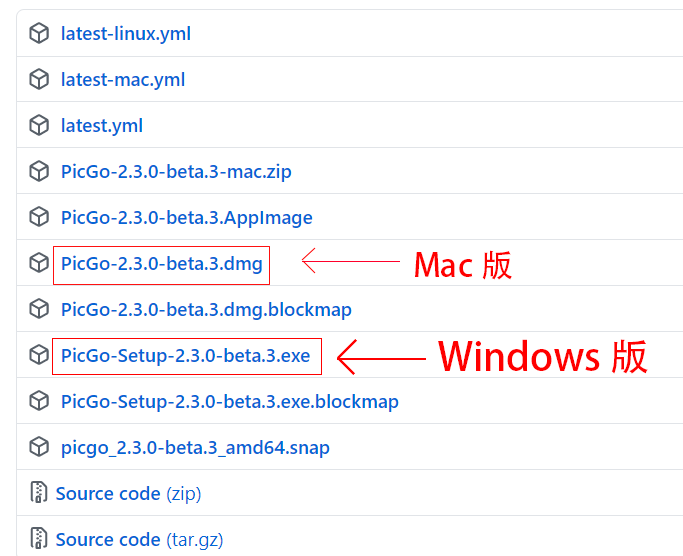 latest-linux.yml
latest-mac.yml
latest.yml
PicGo-2.3.0-beta.3-mac.zip
PicGo-2.3.0-beta.3.AppImage
PicGo-2.3.0-beta.3.dmg Mac 版
PicGo-2.3.0-beta.3.dmg.blockmap
PicGo-Setup-2.3.0-beta.3.exe Windows 版
PicGo-Setup-2.3.0-beta.3.exe.blockmap
picgo_2.3.0-beta.3_amd64.snap
Source code (zip)
Source code (tar.gz)